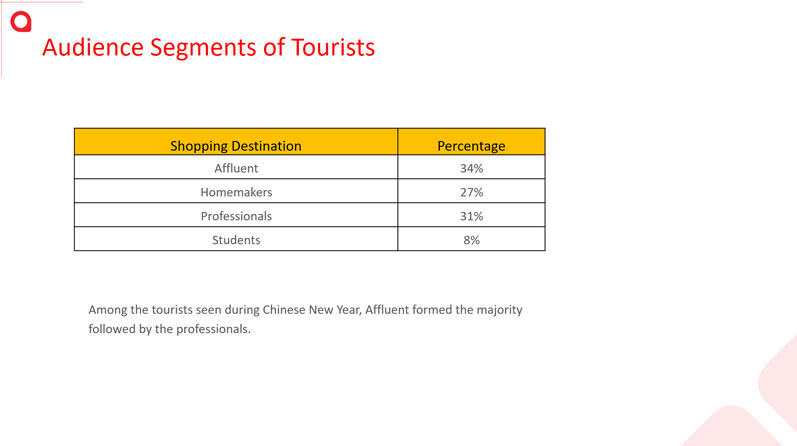 Audience Segments of Tourists
Shopping Destination Percentage
Affluent 34%
Homemakers 27%
Professionals 31%
Students 8%
Among the tourists seen during Chinese New Year, Affluent formed the majority
followed by the professionals.